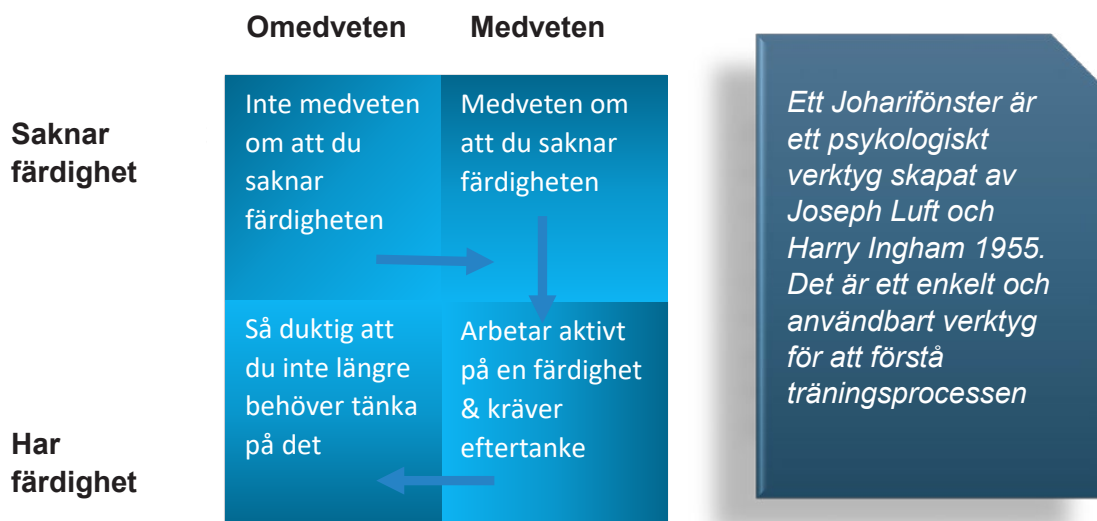 Omedveten Medveten
Saknar
färdighet
Inte medveten
om att du
saknar
färdigheten
Medveten om
att du saknar
färdigheten
Har
färdighet
Så duktig att
du inte längre
behöver tänka
på det
Arbetar aktivt
på en färdighet
& kräver
eftertanke
Ett Joharifönster är
ett psykologiskt
verktyg skapat av
Joseph Luft och
Harry Ingham 1955.
Det är ett enkelt och
användbart verktyg
för att förstå
träningsprocessen